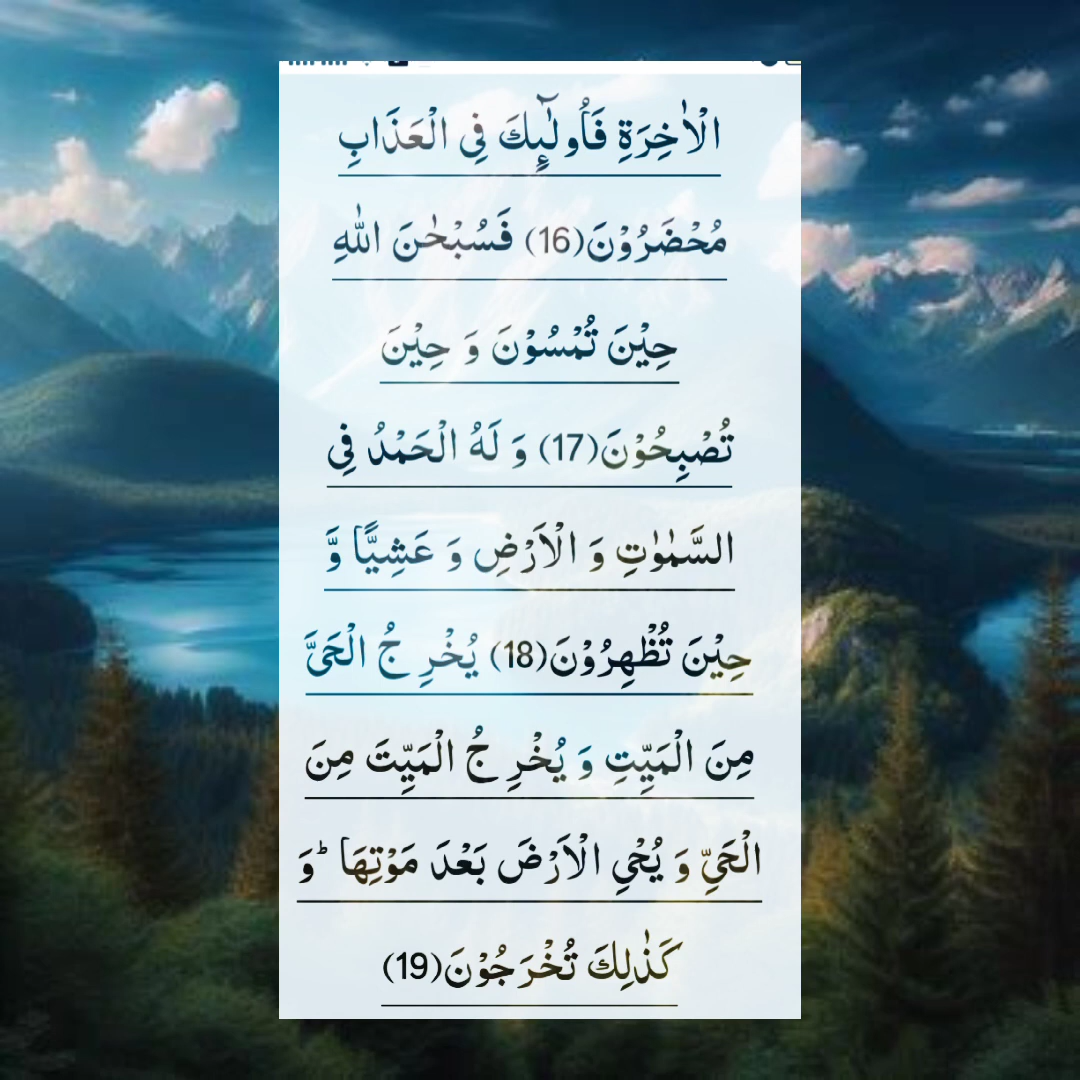 الْاٰخِرَةِ فَاُولٰٓىٕكَ فِی الْعَذَابِ
مُحْضَرُوْنَ(16) فَسُبْحٰنَ اللّٰهِ
حِیْنَ تُمْسُوْنَ وَ حِیْنَ
تُصْبِحُوْنَ(17) وَ لَهُ الْحَمْدُ فِی
السَّمٰوٰتِ وَ الْاَرْضِ وَ عَشِیًّا وَّ
حِیْنَ تُظْهِرُوْنَ(18) یُخْرِ جُ الْحَیَّ
مِنَ الْمَیِّتِ وَ یُخْرِ جُ الْمَیِّتَ مِنَ
الْحَیِّ وَ یُحْیِ الْاَرْضَ بَعْدَ مَوْتِهَاؕ وَ
كَذٰلِكَ تُخْرَجُوْنَ(19)